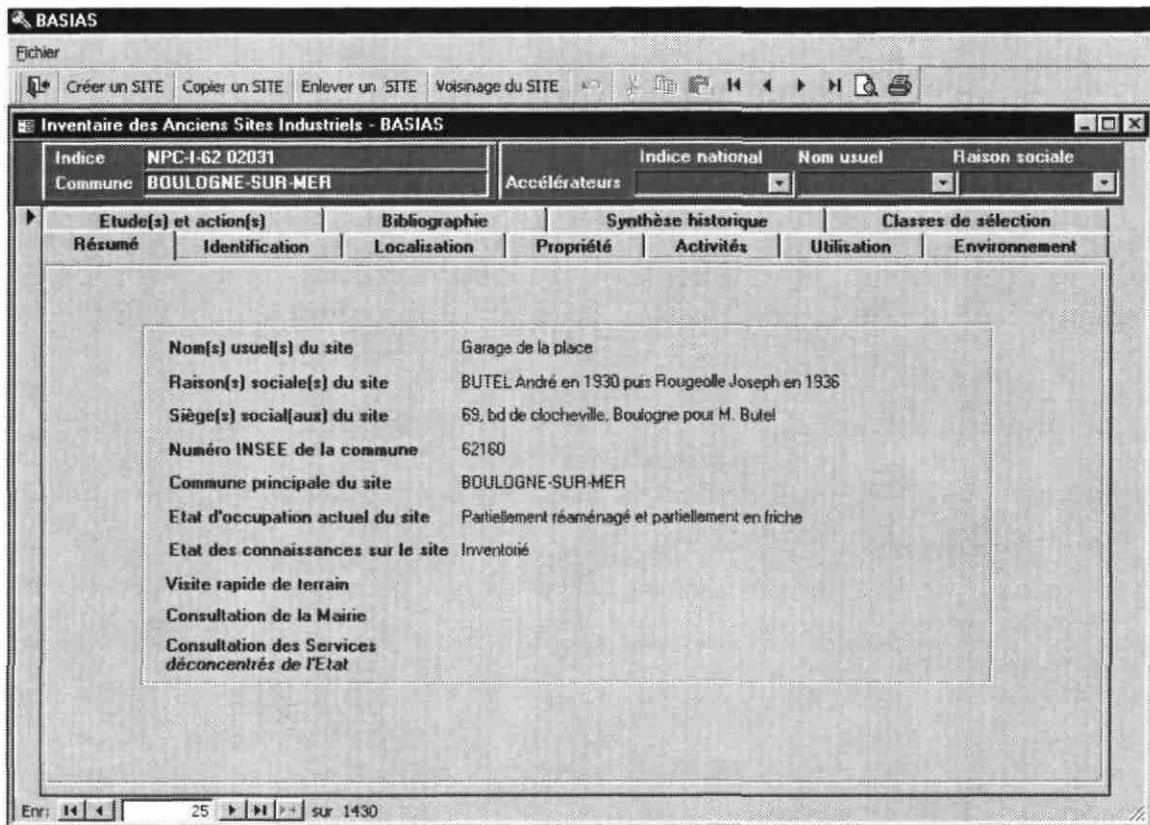 BASIAS
Fichier
Créer un SITE Copier un SITE Enlever un SITE Voisinage du SITE
Inventaire des Anciens Sites Industriels - BASIAS
Indice NPC-I-62 02031 Indice national Nom usuel Raison sociale
Commune BOULOGNE-SUR-MER Accélérateurs
Etude(s) et action(s) Bibliographie Synthèse historique Classes de sélection
Résumé Identification Localisation Propriété Activités Utilisation Environnement
Nom(s) usuel(s) du site Garage de la place
Raison(s) sociale(s) du site BUTEL André en 1930 puis Rougeolle Joseph en 1936
Siège(s) social(aux) du site 69, bd de clocheville, Boulogne pour M. Butel
Numéro INSEE de la commune 62160
Commune principale du site BOULOGNE-SUR-MER
Etat d'occupation actuel du site Partiellement réaménagé et partiellement en friche
Etat des connaissances sur le site Inventorié
Visite rapide de terrain
Consultation de la Mairie
Consultation des Services
déconcentrés de l'Etat
Enr: 25 sur 1430